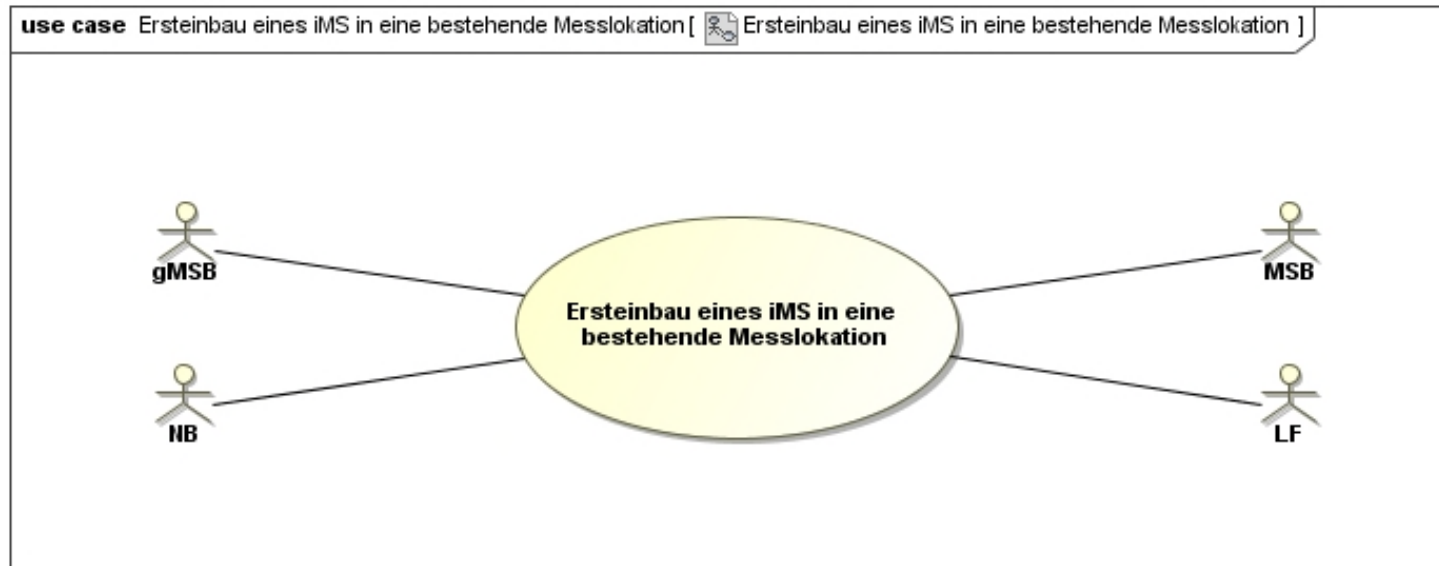 use case Ersteinbau eines iMS in eine bestehende Messlokation [ Ersteinbau eines iMS in eine bestehende Messlokation ]
gMSB
MSB
Ersteinbau eines iMS in eine
bestehende Messlokation
NB
LF